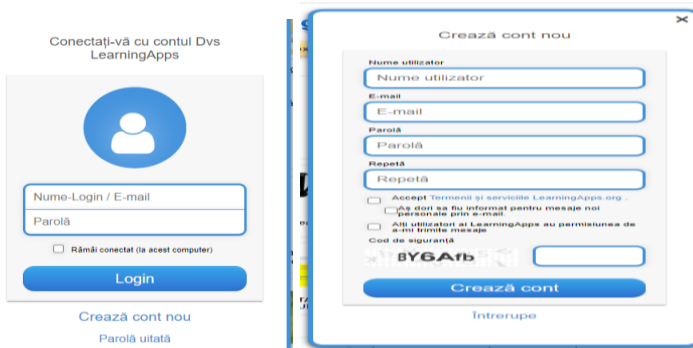 Conectați-vă cu contul Dvs
LearningApps
Nume-Login / E-mail
Parolă
Rămâi conectat (la acest computer)
Login
Crează cont nou
Parolă uitată
Crează cont nou
Nume utilizator
Nume utilizator
E-mail
E-mail
Parolă
Parolă
Repetă
Repetă
Accept Termenii și serviciile LearningApps.org .
Aș dori sa fiu informat pentru mesaje noi
personale prin e-mail.
Alți utilizatori ai LearningApps au permisiunea de
a-mi trimite mesaje
Cod de siguranță
8Y6Afb
Crează cont
Întrerupe